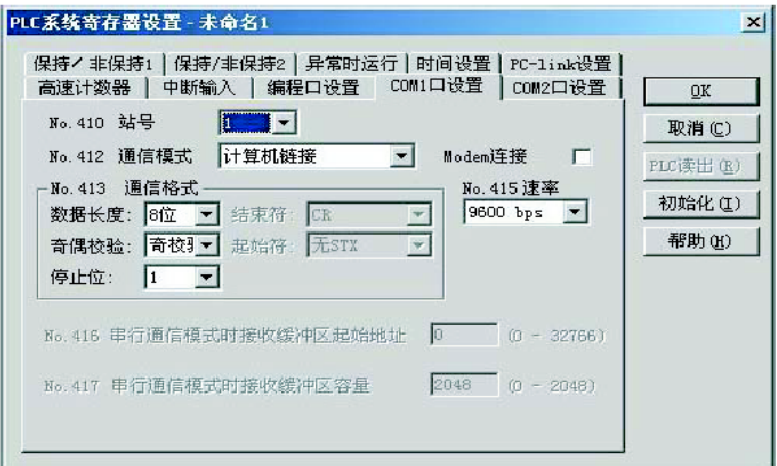 PLC系统寄存器设置 - 未命名1
保持/非保持1 保持/非保持2 异常时运行 时间设置 PC-link设置
高速计数器 中断输入 编程口设置 COM1口设置 COM2口设置
OK
No. 410 站号 1
取消(C)
No. 412 通信模式 计算机链接 Modem连接
PLC读出(R)
No. 413 通信格式 No. 415 速率
数据长度: 8位 结束符: CR 9600 bps
初始化(I)
奇偶校验: 奇校验 起始符: 无STX
帮助(H)
停止位: 1
No. 416 串行通信模式时接收缓冲区起始地址 0 (0 - 32766)
No. 417 串行通信模式时接收缓冲区容量 2048 (0 - 2048)